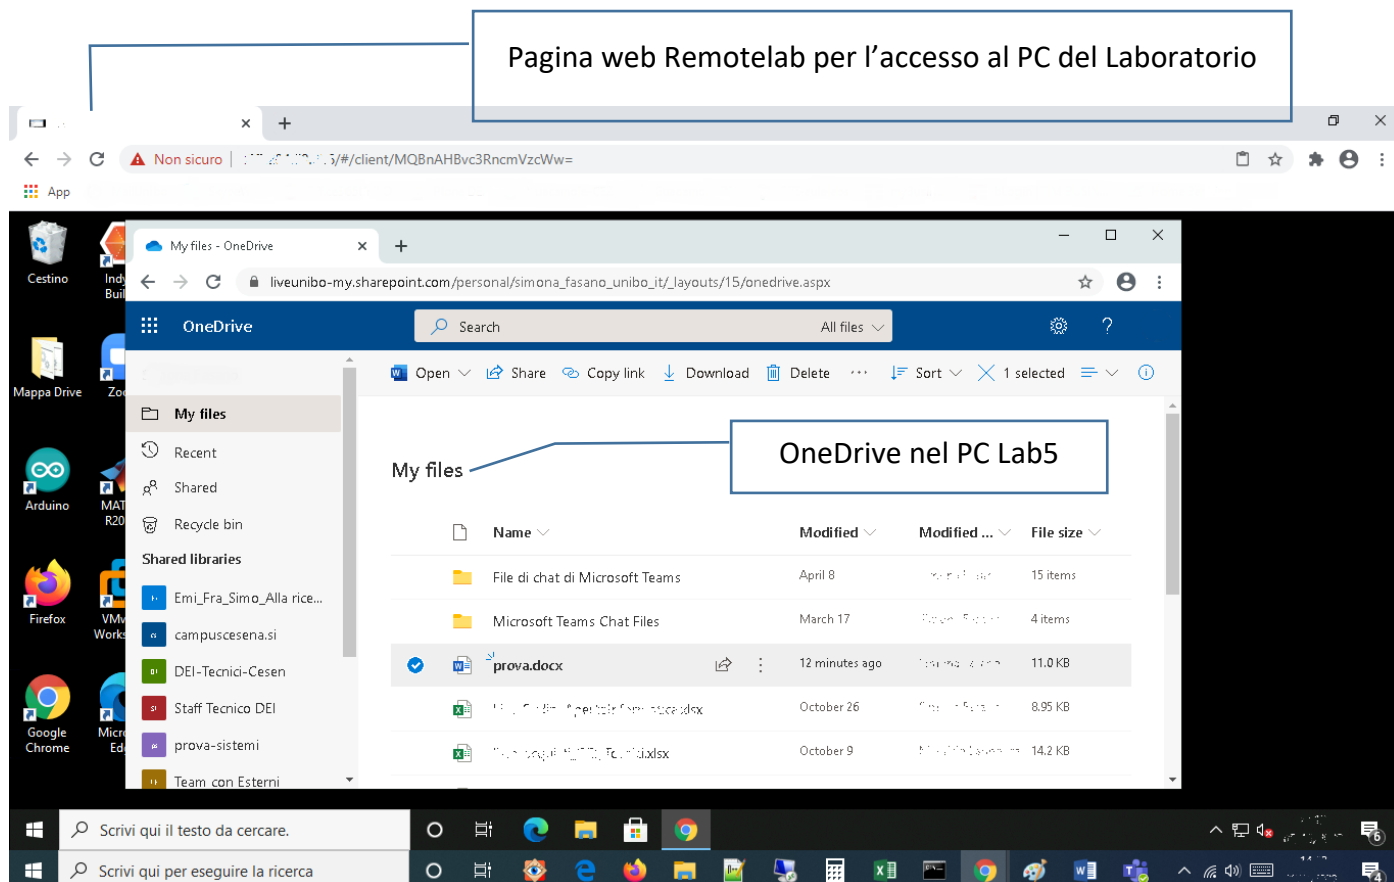 Pagina web Remotelab per l’accesso al PC del Laboratorio
Non sicuro
/#/client/MQBnAHBvc3RncmVzcWw=
App
My files - OneDrive
liveunibo-my.sharepoint.com/personal/simona_fasano_unibo_it/_layouts/15/onedrive.aspx
OneDrive
Search
All files
Open Share Copy link Download Delete ··· Sort 1 selected
Cestino
Mappa Drive
Arduino
Firefox
Google Chrome
My files
Recent
Shared
Recycle bin
Shared libraries
Emi_Fra_Simo_Alla rice...
campuscesena.si
DEI-Tecnici-Cesen
Staff Tecnico DEI
prova-sistemi
Team con Esterni
My files
OneDrive nel PC Lab5
Name Modified Modified ... File size
File di chat di Microsoft Teams April 8 15 items
Microsoft Teams Chat Files March 17 4 items
prova.docx 12 minutes ago 11.0 KB
October 26 8.95 KB
October 9 14.2 KB
Scrivi qui il testo da cercare.
6
Scrivi qui per eseguire la ricerca
4